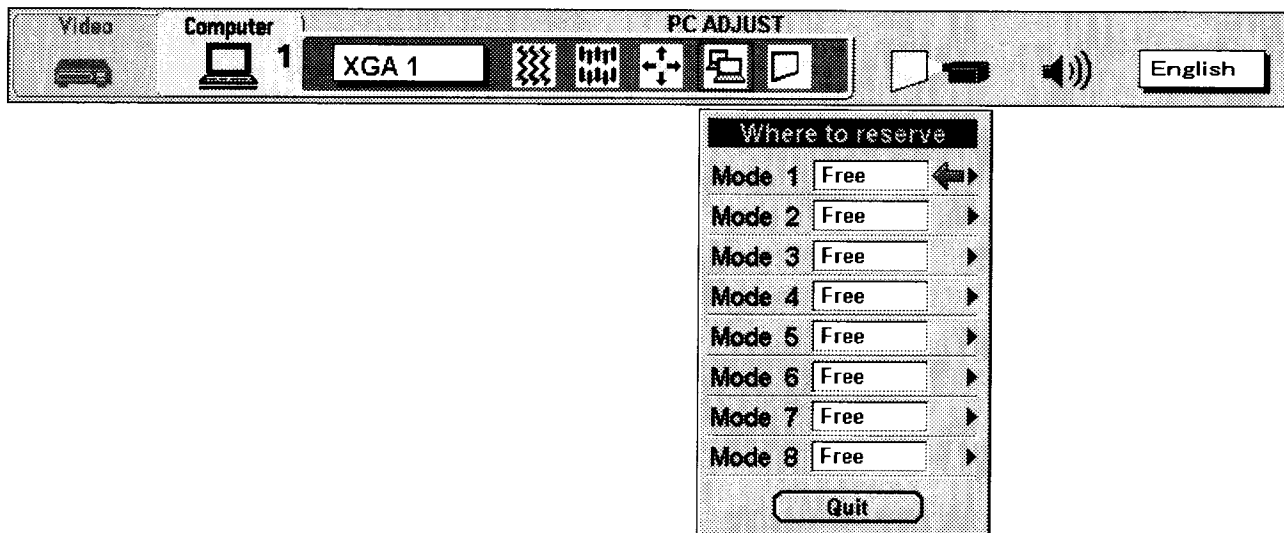 Video
Computer
PC ADJUST
1
XGA 1
English
Where to reserve
Mode 1 Free
Mode 2 Free
Mode 3 Free
Mode 4 Free
Mode 5 Free
Mode 6 Free
Mode 7 Free
Mode 8 Free
Quit